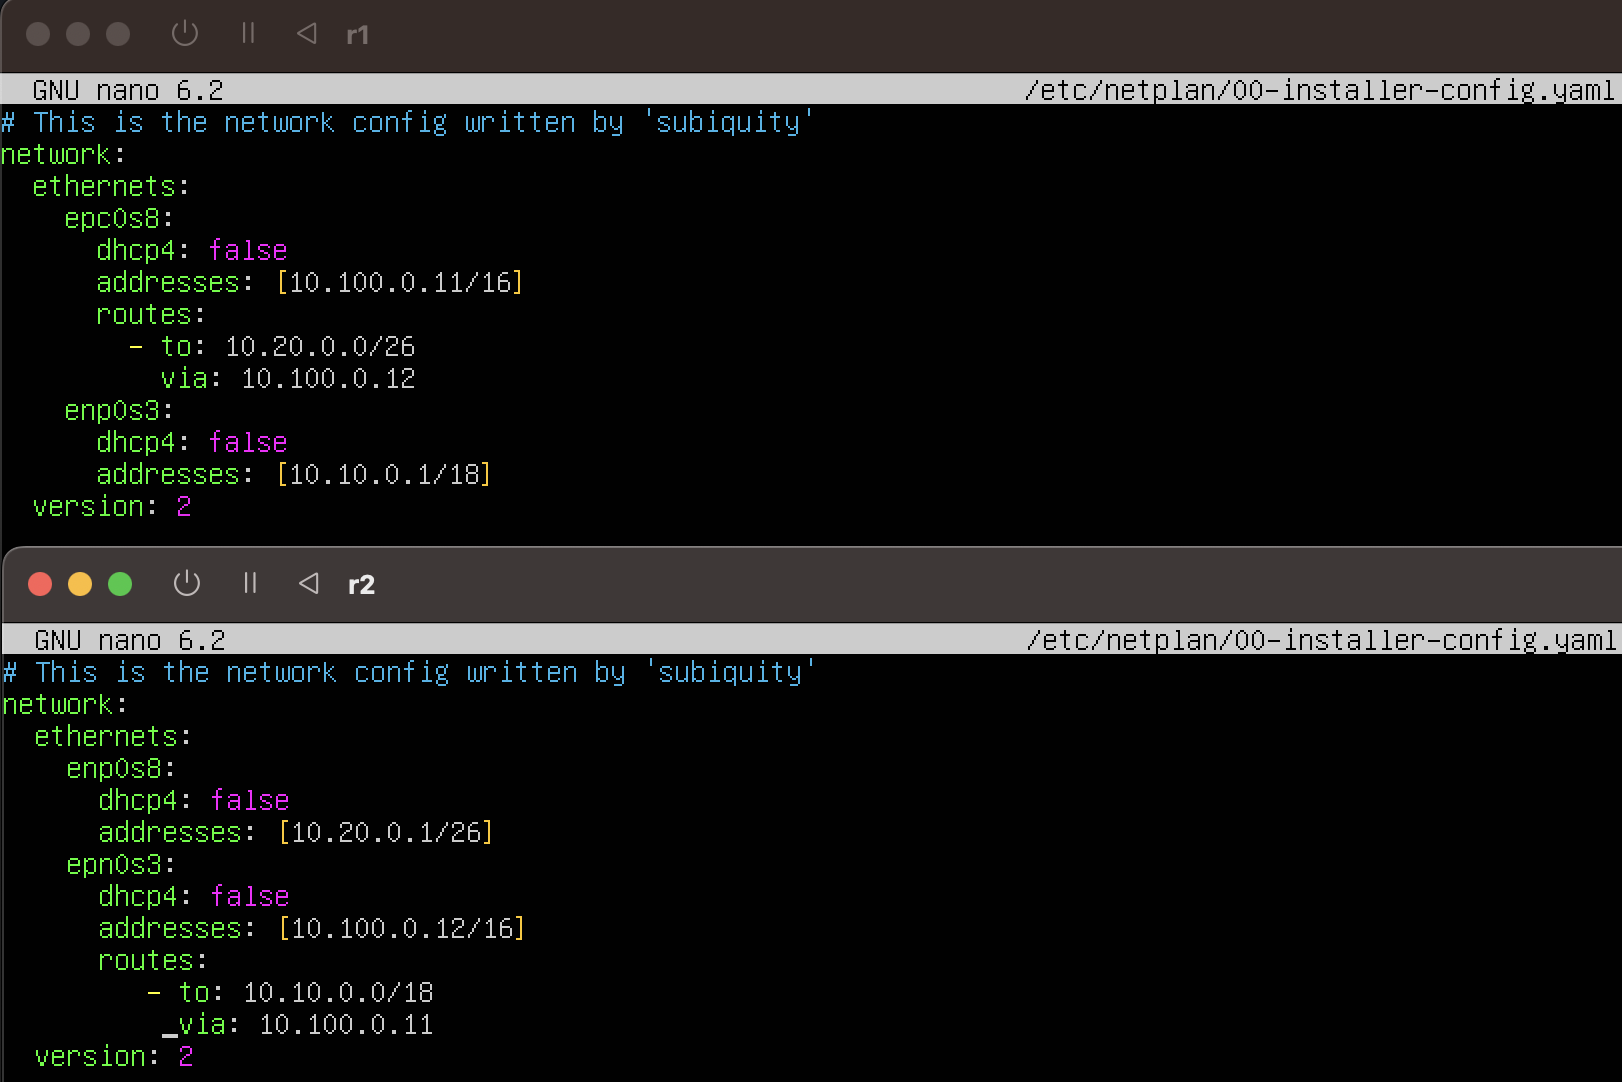 r1
GNU nano 6.2 /etc/netplan/00-installer-config.yaml
# This is the network config written by 'subiquity'
network:
  ethernets:
    epc0s8:
      dhcp4: false
      addresses: [10.100.0.11/16]
      routes:
        - to: 10.20.0.0/26
          via: 10.100.0.12
    enp0s3:
      dhcp4: false
      addresses: [10.10.0.1/18]
  version: 2
r2
GNU nano 6.2 /etc/netplan/00-installer-config.yaml
# This is the network config written by 'subiquity'
network:
  ethernets:
    enp0s8:
      dhcp4: false
      addresses: [10.20.0.1/26]
    epn0s3:
      dhcp4: false
      addresses: [10.100.0.12/16]
      routes:
         - to: 10.10.0.0/18
           via: 10.100.0.11
  version: 2